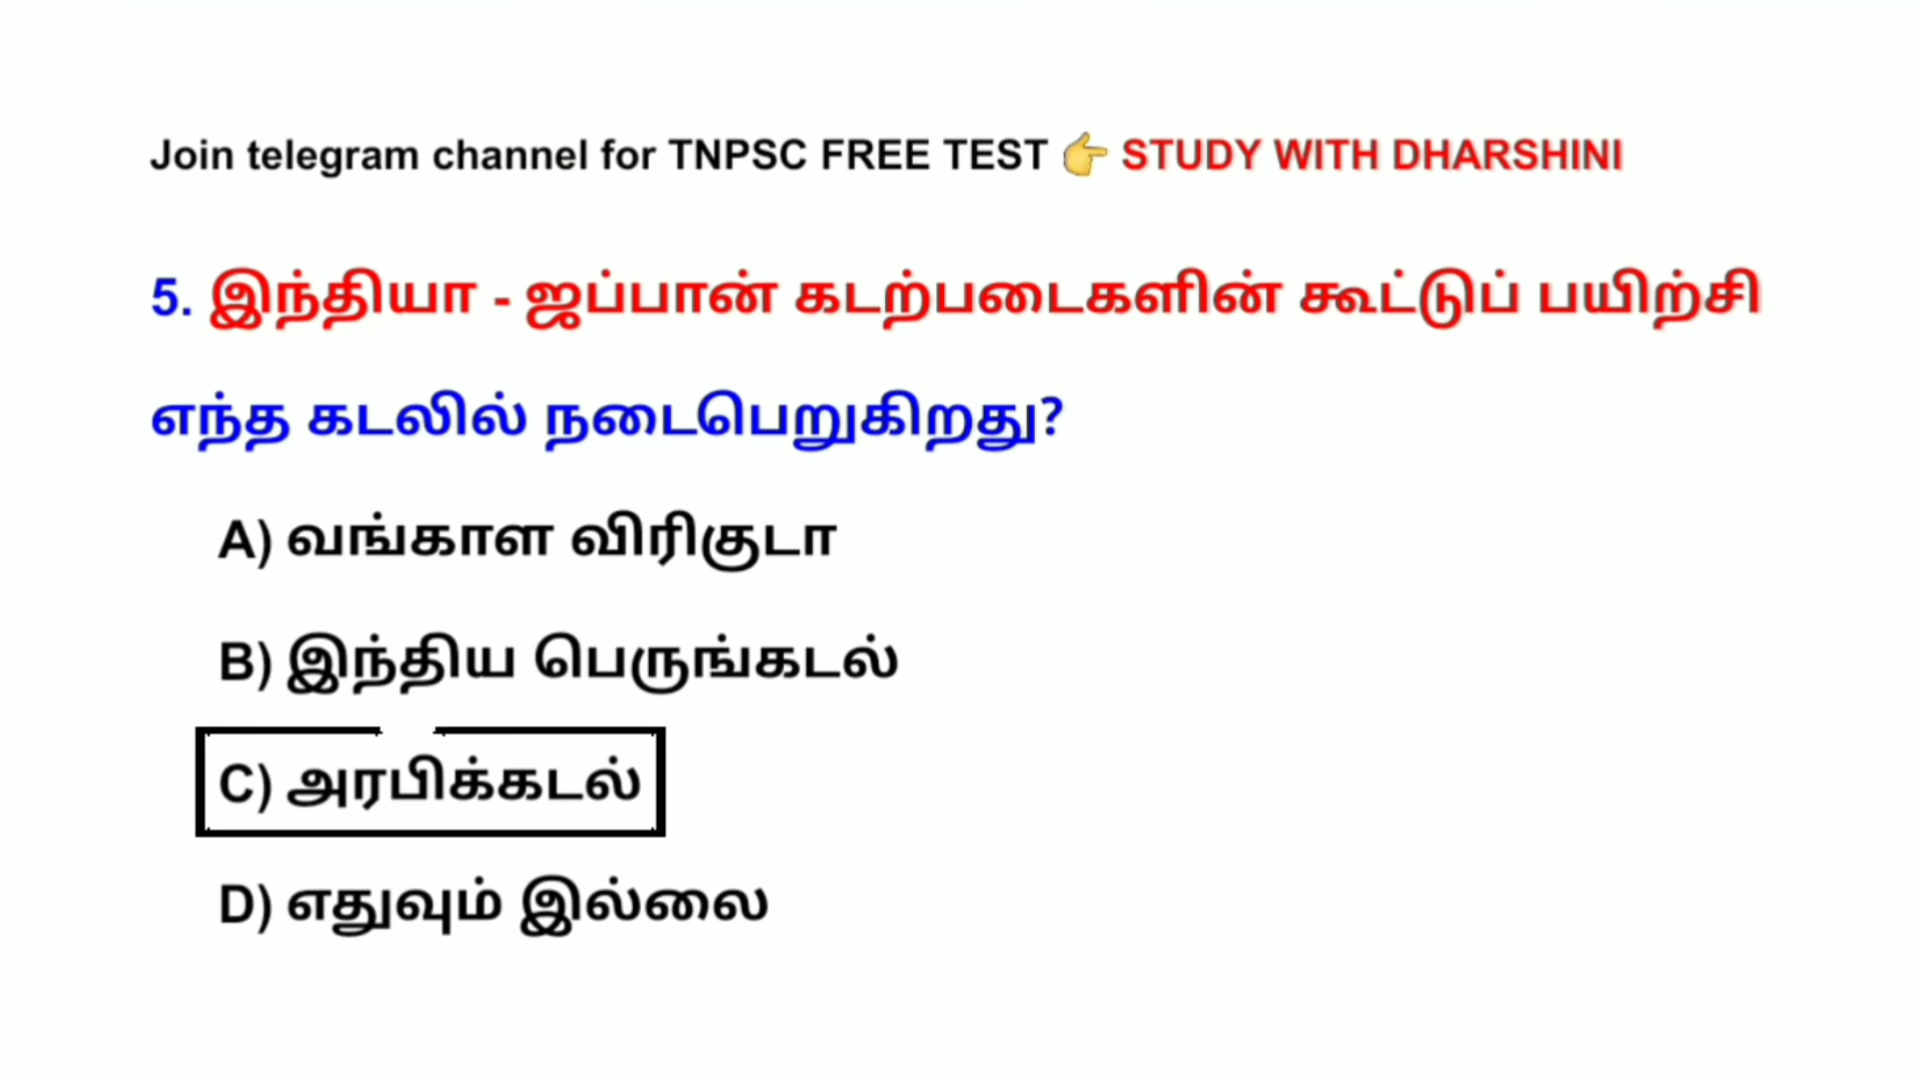 Join telegram channel for TNPSC FREE TEST 👉 STUDY WITH DHARSHINI
5. இந்தியா - ஜப்பான் கடற்படைகளின் கூட்டுப் பயிற்சி
எந்த கடலில் நடைபெறுகிறது?
A) வங்காள விரிகுடா
B) இந்திய பெருங்கடல்
C) அரபிக்கடல்
D) எதுவும் இல்லை